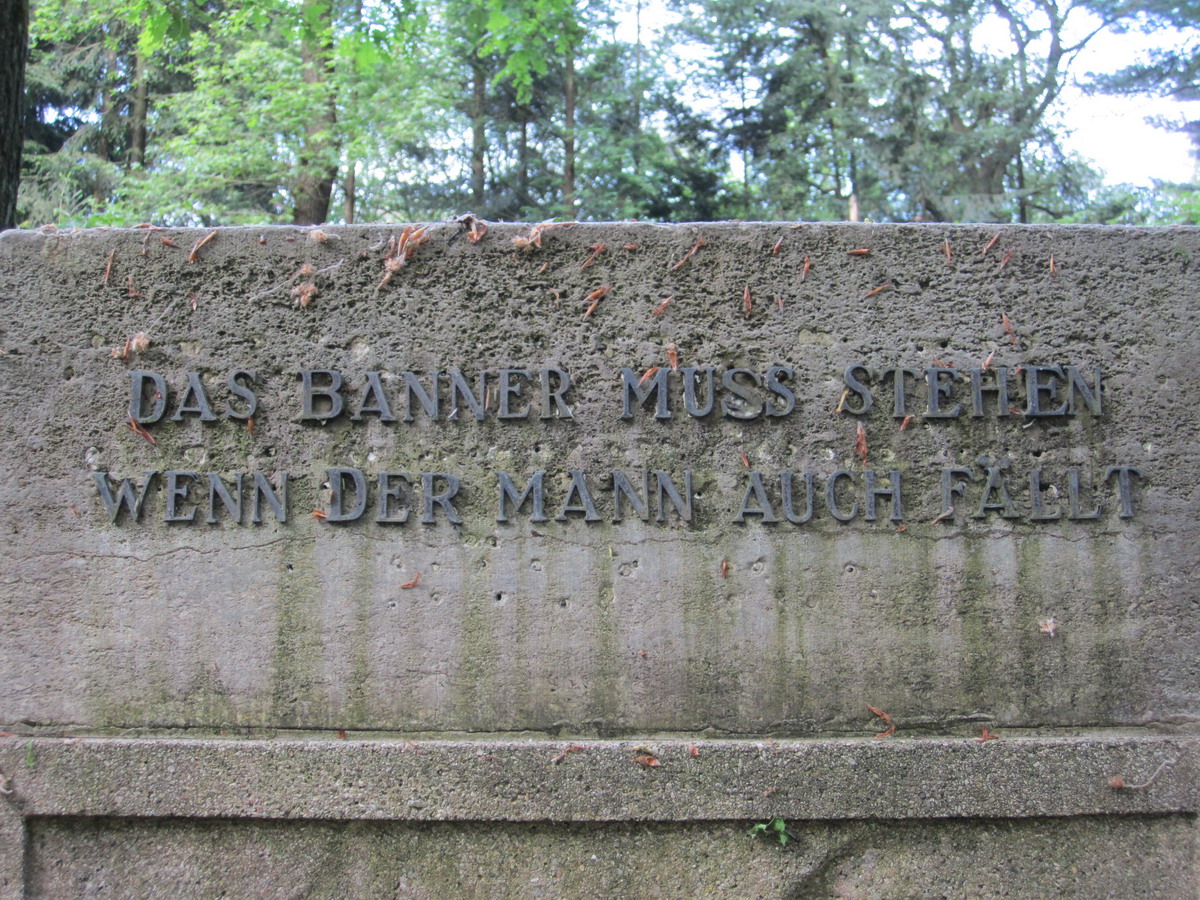 DAS BANNER MUSS STEHEN
WENN DER MANN AUCH FÄLLT